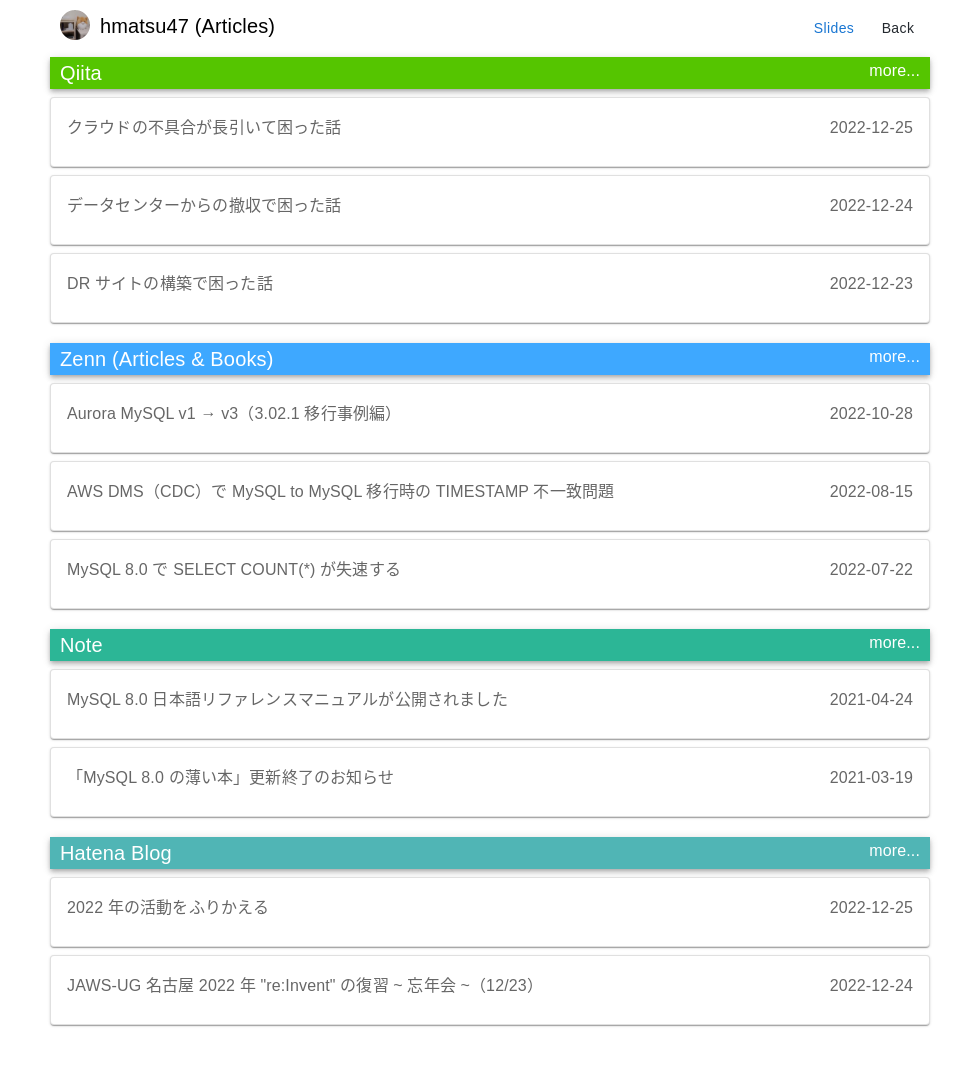 hmatsu47 (Articles)
Slides
Back
Qiita
more...
クラウドの不具合が長引いて困った話
2022-12-25
データセンターからの撤収で困った話
2022-12-24
DR サイトの構築で困った話
2022-12-23
Zenn (Articles & Books)
more...
Aurora MySQL v1 → v3（3.02.1 移行事例編）
2022-10-28
AWS DMS（CDC）で MySQL to MySQL 移行時の TIMESTAMP 不一致問題
2022-08-15
MySQL 8.0 で SELECT COUNT(*) が失速する
2022-07-22
Note
more...
MySQL 8.0 日本語リファレンスマニュアルが公開されました
2021-04-24
「MySQL 8.0 の薄い本」更新終了のお知らせ
2021-03-19
Hatena Blog
more...
2022 年の活動をふりかえる
2022-12-25
JAWS-UG 名古屋 2022 年 "re:Invent" の復習 ~ 忘年会 ~（12/23）
2022-12-24